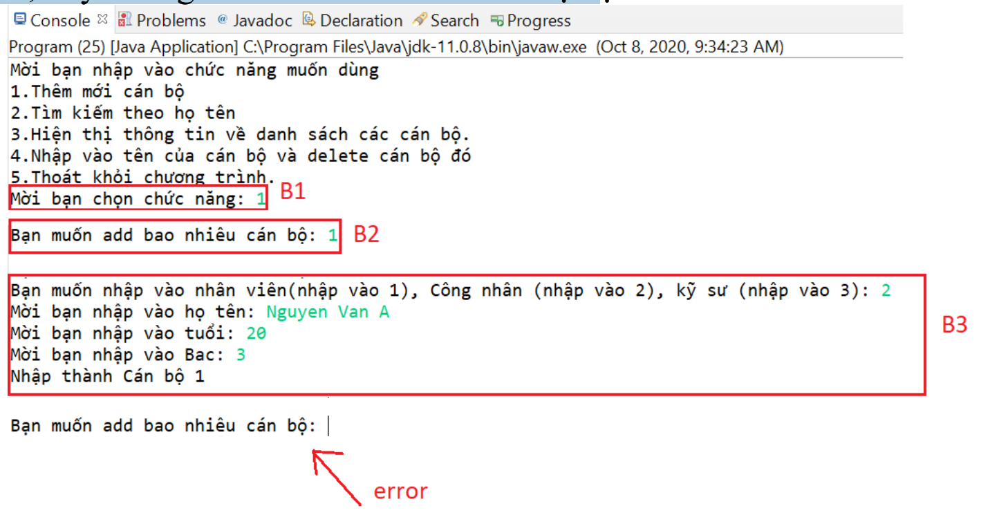 Console Problems @ Javadoc Declaration Search Progress
Program (25) [Java Application] C:\Program Files\Java\jdk-11.0.8\bin\javaw.exe (Oct 8, 2020, 9:34:23 AM)
Mời bạn nhập vào chức năng muốn dùng
1.Thêm mới cán bộ
2.Tìm kiếm theo họ tên
3.Hiện thị thông tin về danh sách các cán bộ.
4.Nhập vào tên của cán bộ và delete cán bộ đó
5.Thoát khỏi chương trình.
Mời bạn chọn chức năng: 1 B1
Bạn muốn add bao nhiêu cán bộ: 1 B2
Bạn muốn nhập vào nhân viên(nhập vào 1), Công nhân (nhập vào 2), kỹ sư (nhập vào 3): 2
Mời bạn nhập vào họ tên: Nguyen Van A
B3
Mời bạn nhập vào tuổi: 20
Mời bạn nhập vào Bac: 3
Nhập thành Cán bộ 1
Bạn muốn add bao nhiêu cán bộ:
error